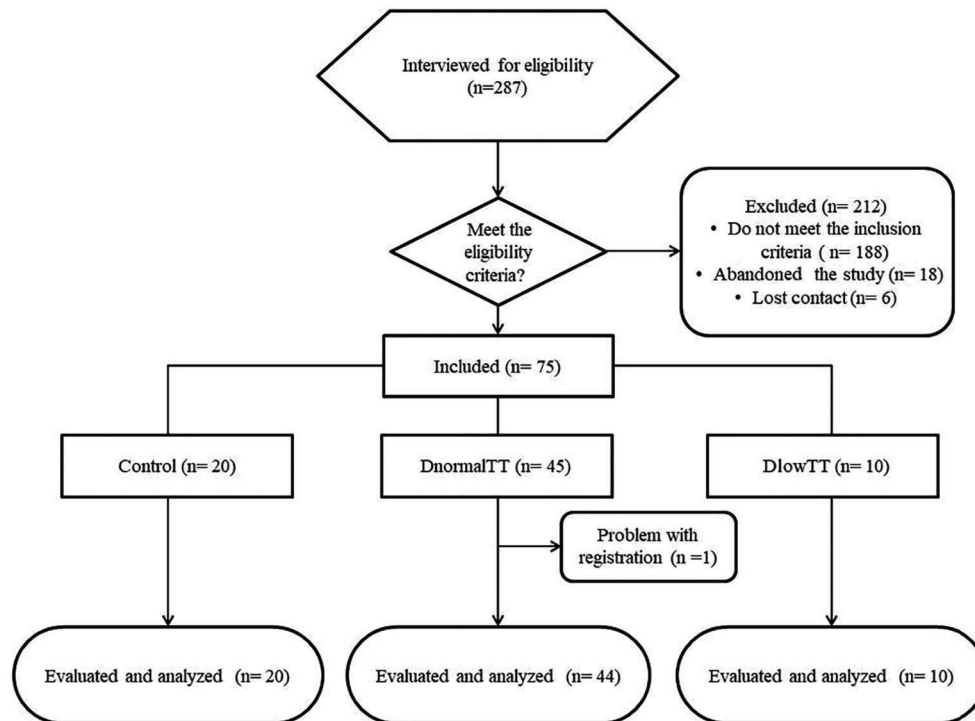 Interviewed for eligibility
(n=287)
Meet the
eligibility
criteria?
Excluded (n= 212)
• Do not meet the inclusion
criteria ( n= 188)
• Abandoned the study (n= 18)
• Lost contact (n= 6)
Included (n= 75)
Control (n= 20)
DnormalTT (n= 45)
DlowTT (n= 10)
Problem with
registration (n =1)
Evaluated and analyzed (n= 20)
Evaluated and analyzed (n= 44)
Evaluated and analyzed (n= 10)